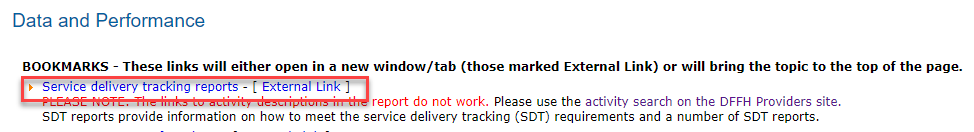 Data and Performance
BOOKMARKS - These links will either open in a new window/tab (those marked External Link) or will bring the topic to the top of the page.
Service delivery tracking reports - [ External Link ]
PLEASE NOTE: The links to activity descriptions in the report do not work. Please use the activity search on the DFFH Providers site.
SDT reports provide information on how to meet the service delivery tracking (SDT) requirements and a number of SDT reports.